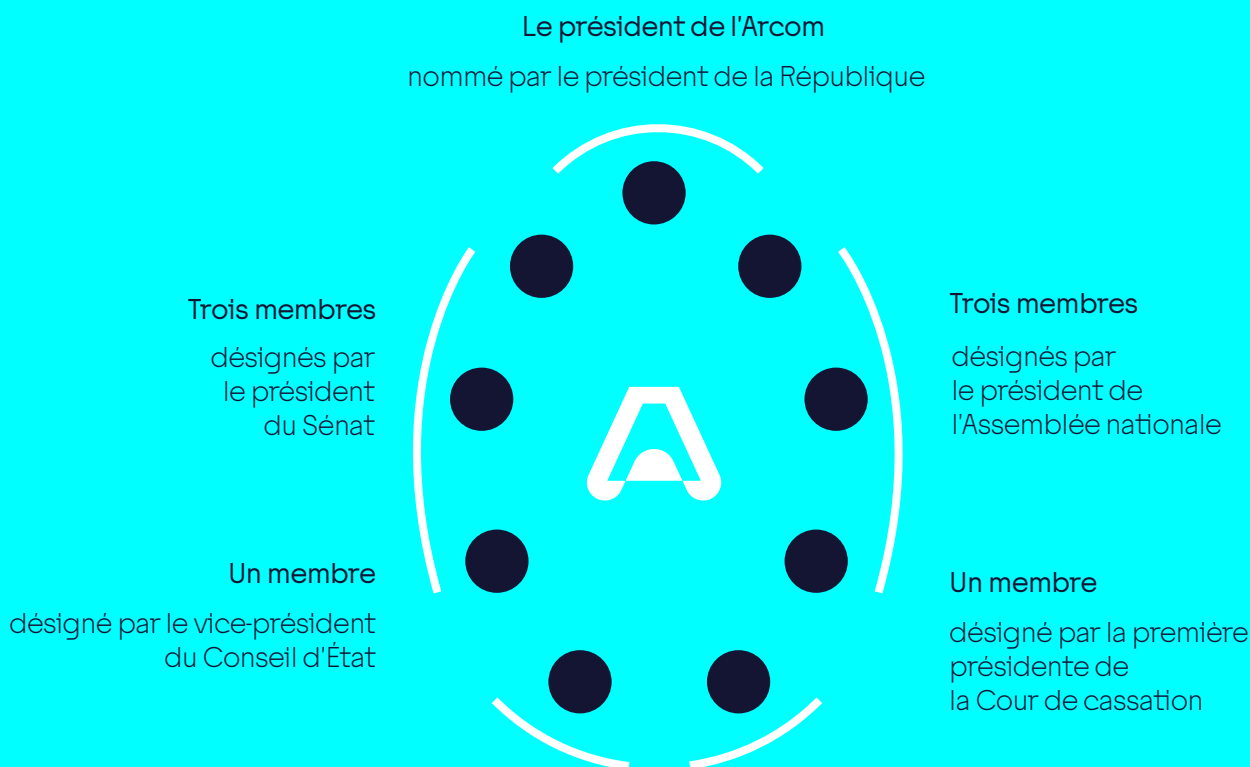 Le président de l'Arcom
nommé par le président de la République
Trois membres
désignés par
le président
du Sénat
Trois membres
désignés par
le président de
l'Assemblée nationale
Un membre
désigné par le vice-président
du Conseil d'État
Un membre
désigné par la première
présidente de
la Cour de cassation